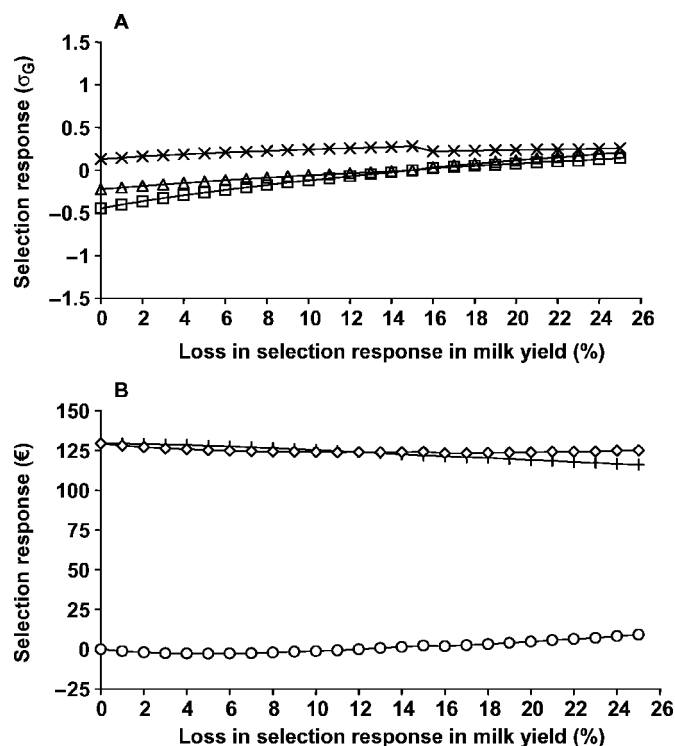 A
Selection response (σG)
1.5
1
0.5
0
–0.5
–1
–1.5
0 2 4 6 8 10 12 14 16 18 20 22 24 26
Loss in selection response in milk yield (%)
B
Selection response (€)
150
125
100
75
50
25
0
–25
0 2 4 6 8 10 12 14 16 18 20 22 24 26
Loss in selection response in milk yield (%)